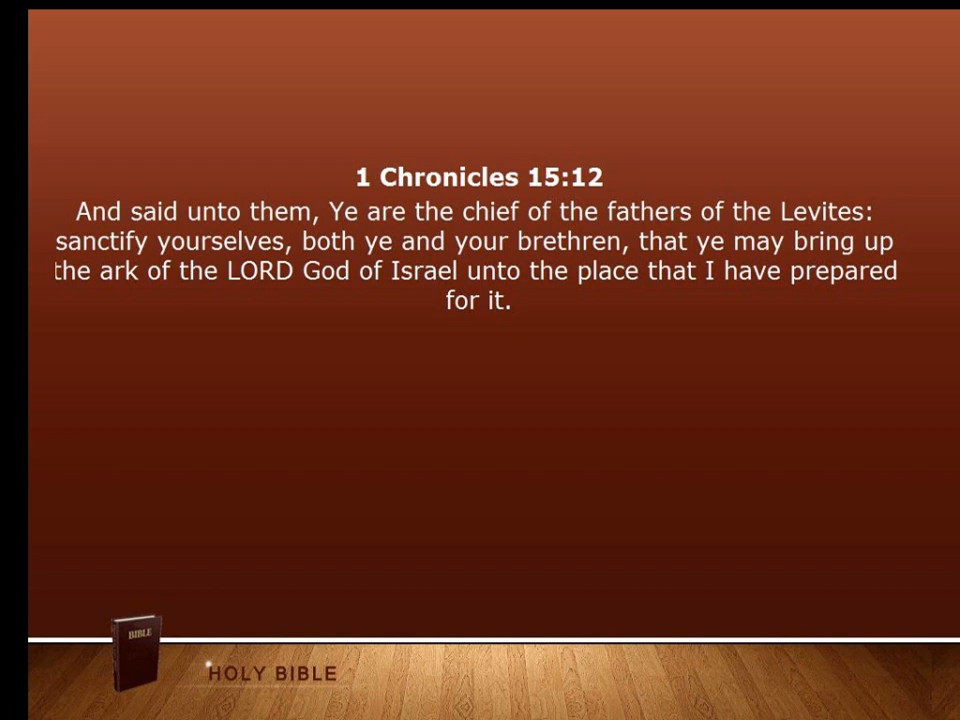 1 Chronicles 15:12
And said unto them, Ye are the chief of the fathers of the Levites:
sanctify yourselves, both ye and your brethren, that ye may bring up
the ark of the LORD God of Israel unto the place that I have prepared
for it.
BIBLE
HOLY BIBLE